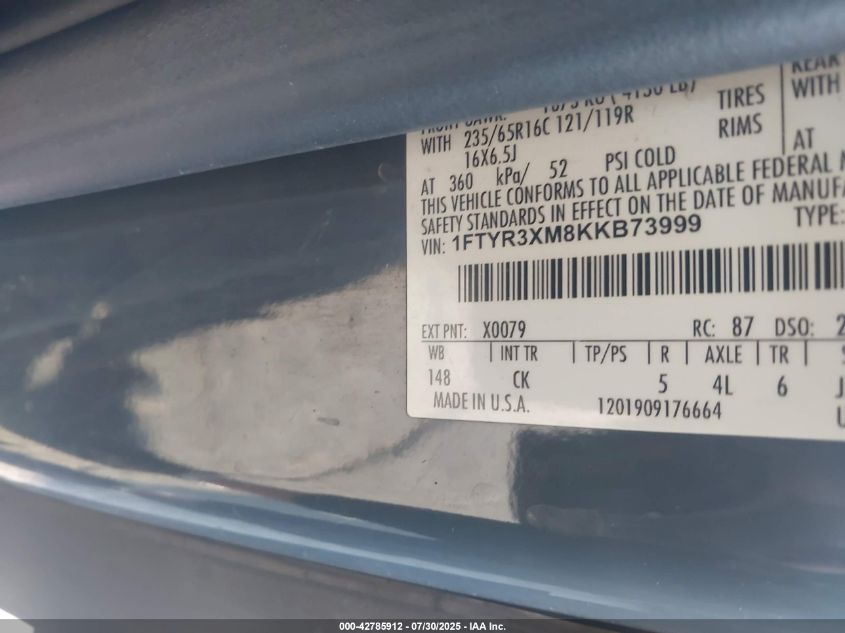 REAR
WITH 235/65R16C 121/119R TIRES WITH
16X6.5J RIMS
AT 360 kPa/ 52 PSI COLD AT
THIS VEHICLE CONFORMS TO ALL APPLICABLE FEDERAL M
SAFETY STANDARDS IN EFFECT ON THE DATE OF MANUFA
VIN: 1FTYR3XM8KKB73999 TYPE:
EXT PNT: X0079 RC: 87 DSO: 2
WB INT TR TP/PS R AXLE TR S
148 CK 5 4L 6 J
MADE IN U.S.A. 1201909176664
000-42785912 / 07/30/2025 - IAA Inc.